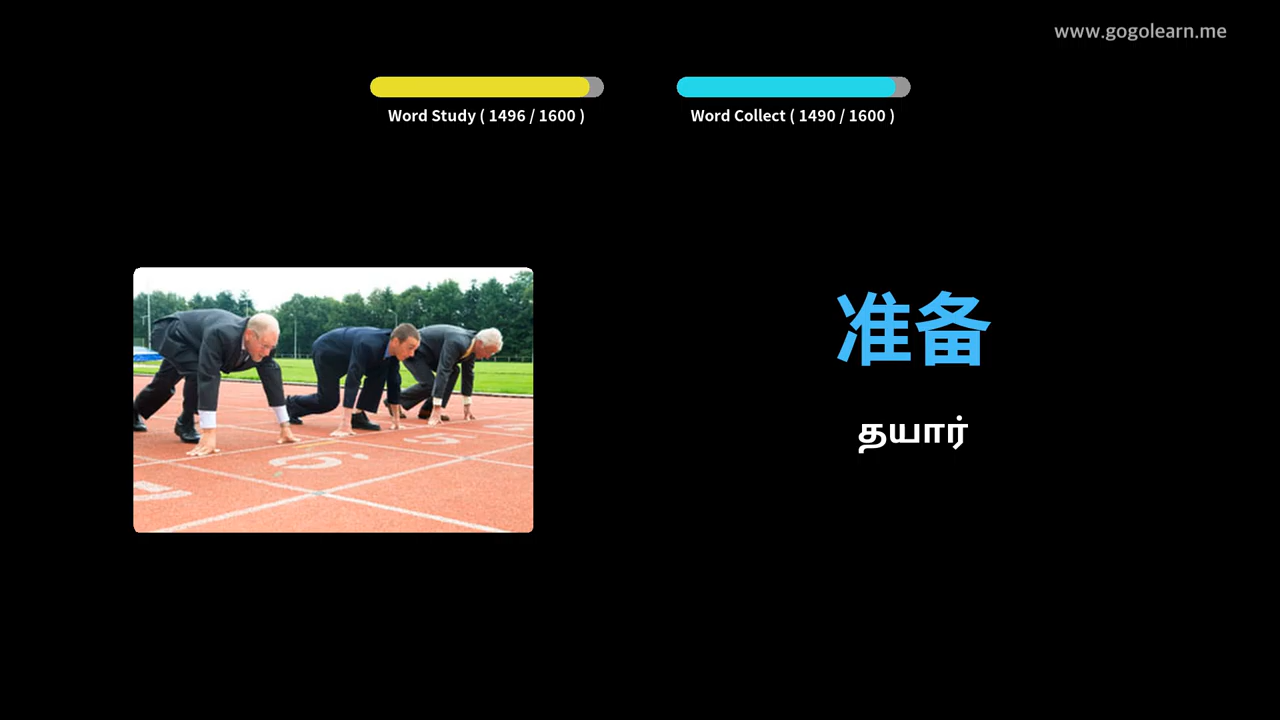 www.gogolearn.me
Word Study ( 1496 / 1600 )
Word Collect ( 1490 / 1600 )
准备
தயார்